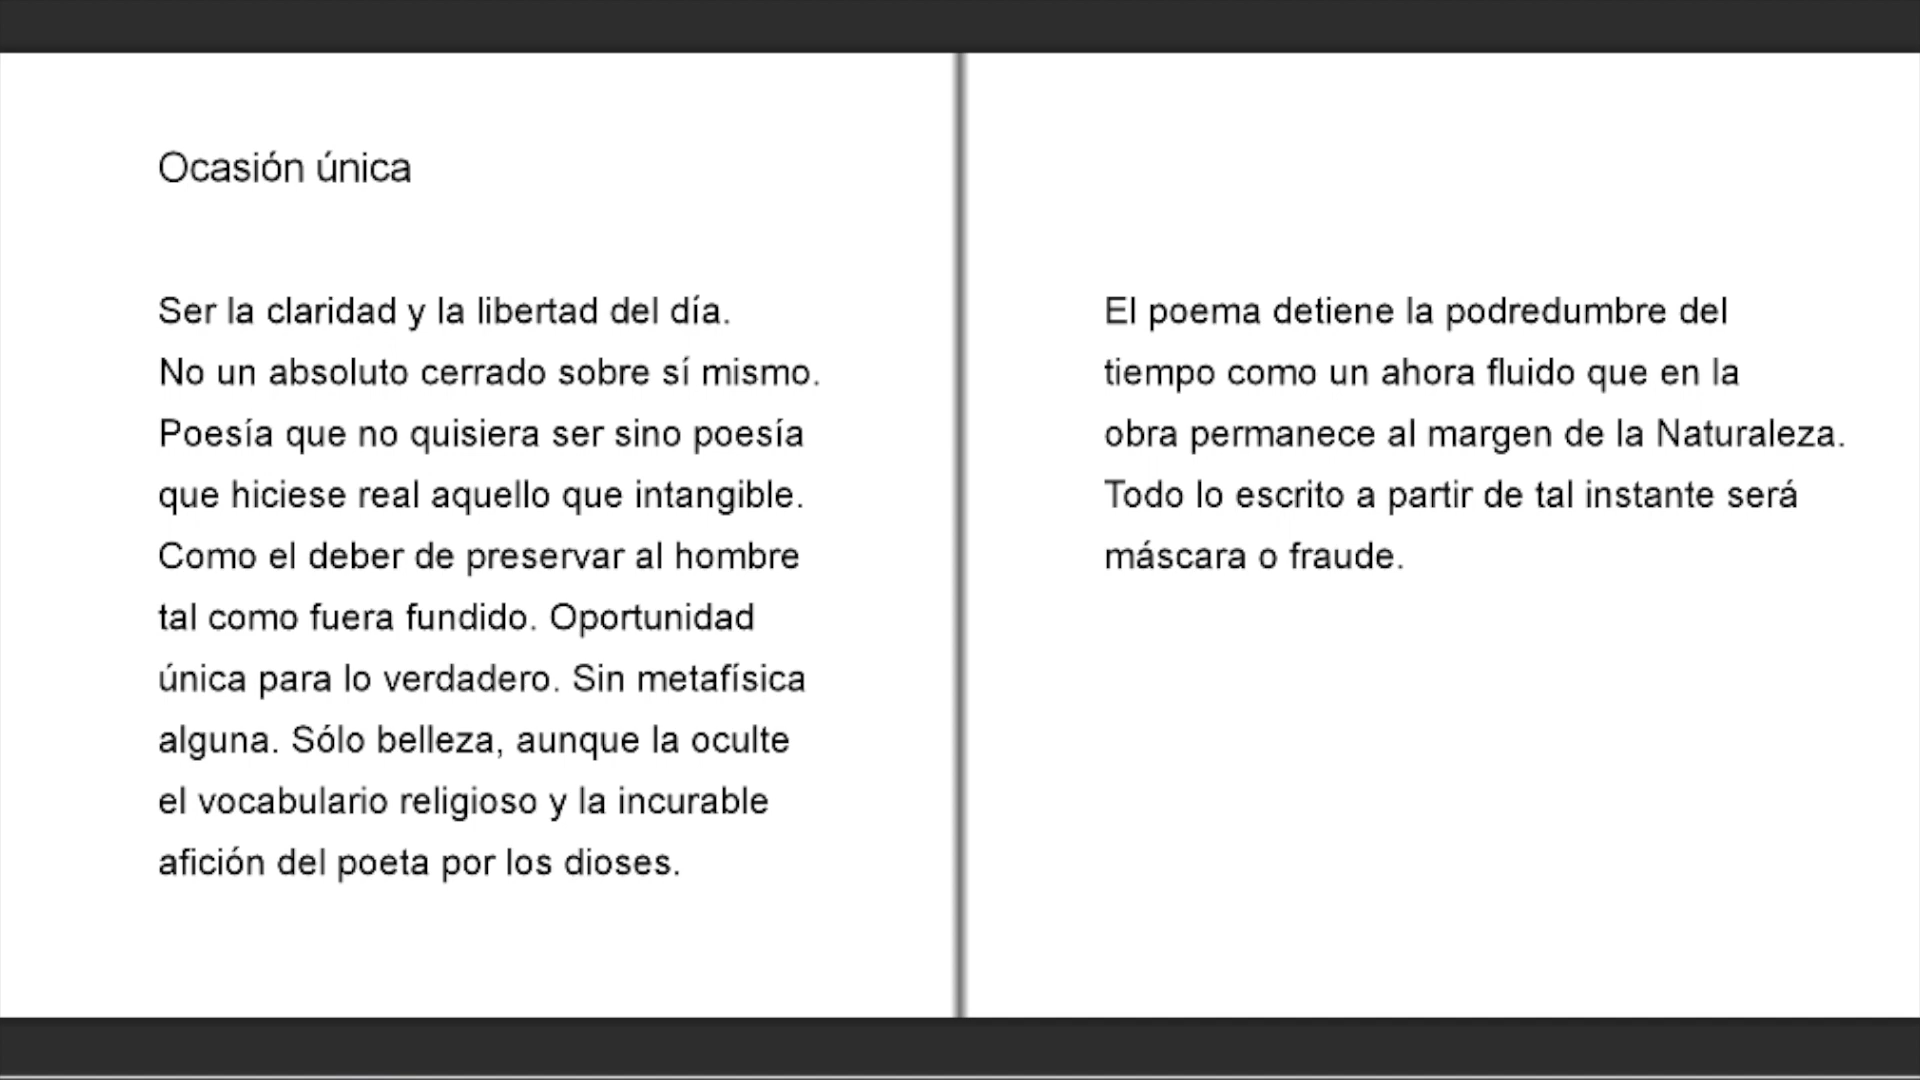 Ocasión única
Ser la claridad y la libertad del día.
No un absoluto cerrado sobre sí mismo.
Poesía que no quisiera ser sino poesía
que hiciese real aquello que intangible.
Como el deber de preservar al hombre
tal como fuera fundido. Oportunidad
única para lo verdadero. Sin metafísica
alguna. Sólo belleza, aunque la oculte
el vocabulario religioso y la incurable
afición del poeta por los dioses.
El poema detiene la podredumbre del
tiempo como un ahora fluido que en la
obra permanece al margen de la Naturaleza.
Todo lo escrito a partir de tal instante será
máscara o fraude.